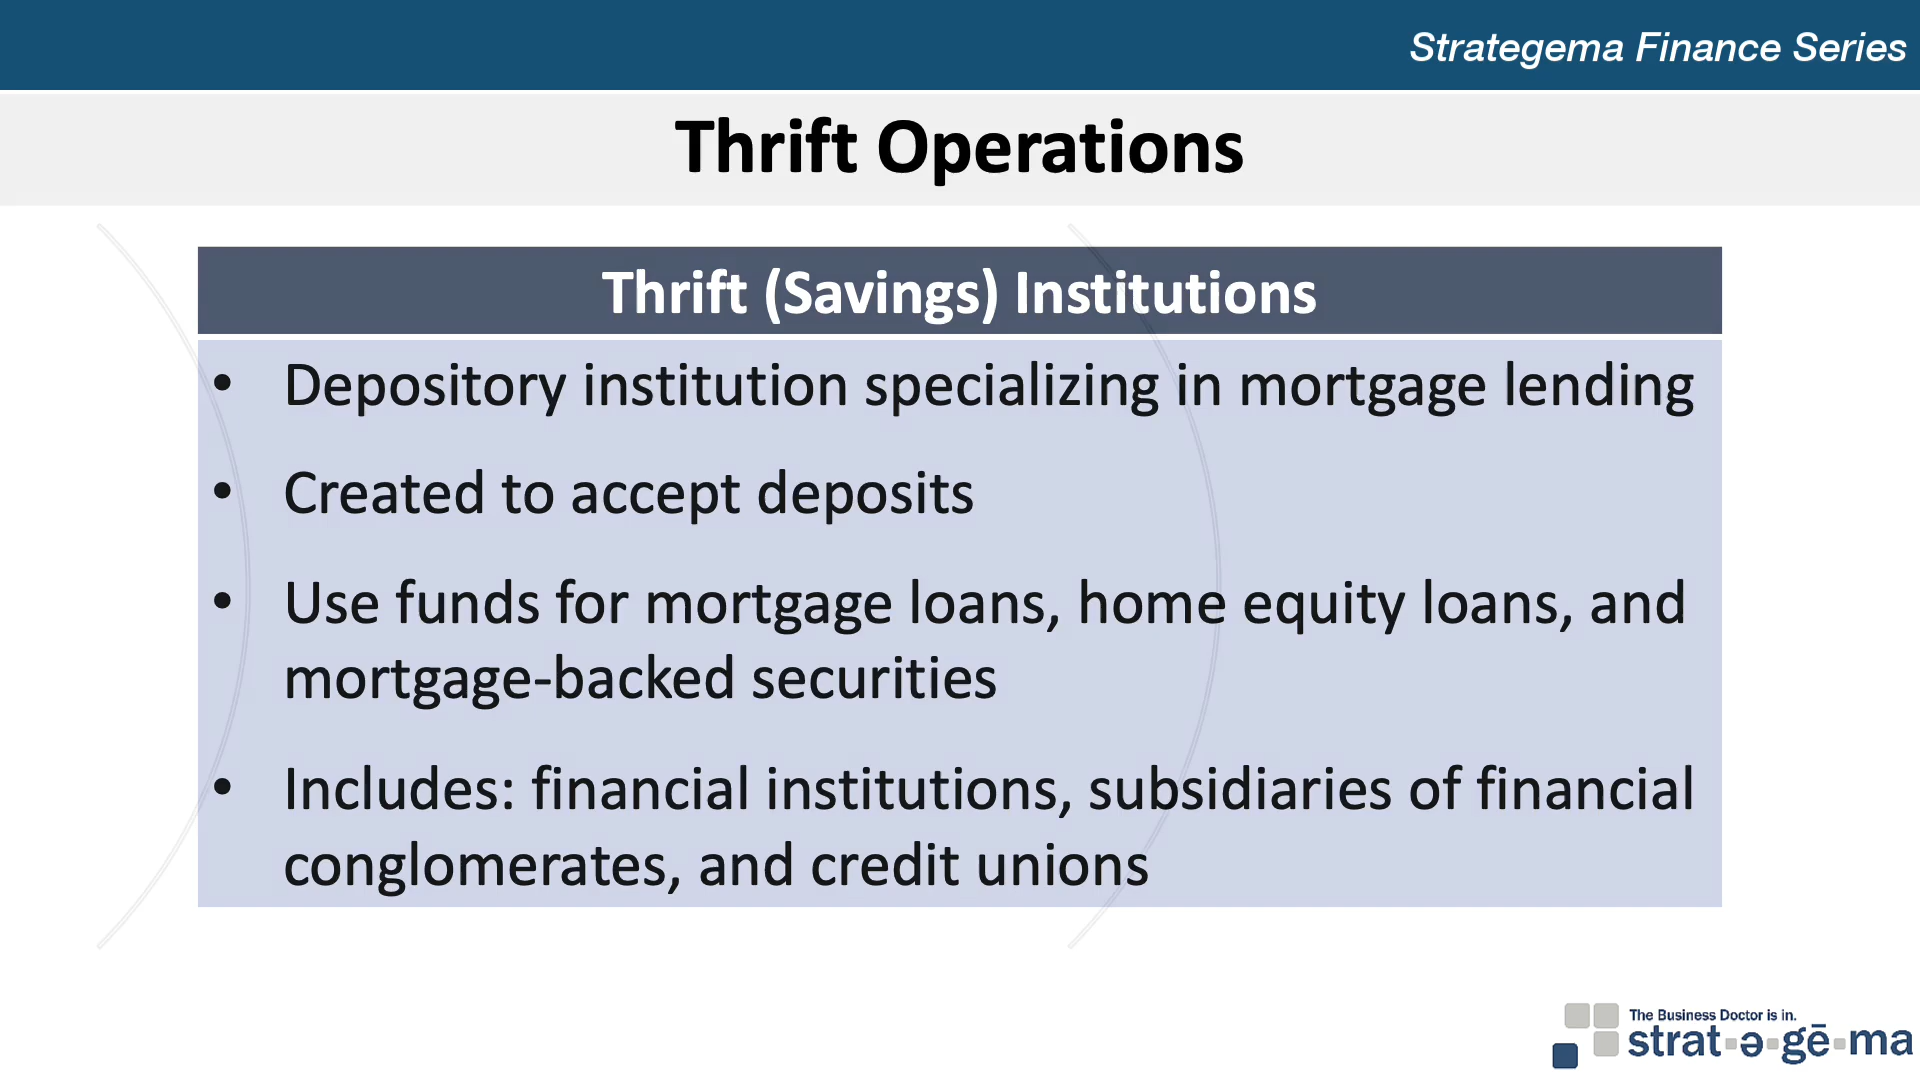 Strategema Finance Series
Thrift Operations
Thrift (Savings) Institutions
• Depository institution specializing in mortgage lending
• Created to accept deposits
• Use funds for mortgage loans, home equity loans, and
mortgage-backed securities
• Includes: financial institutions, subsidiaries of financial
conglomerates, and credit unions
The Business Doctor is in.
strat-ə-gē-ma